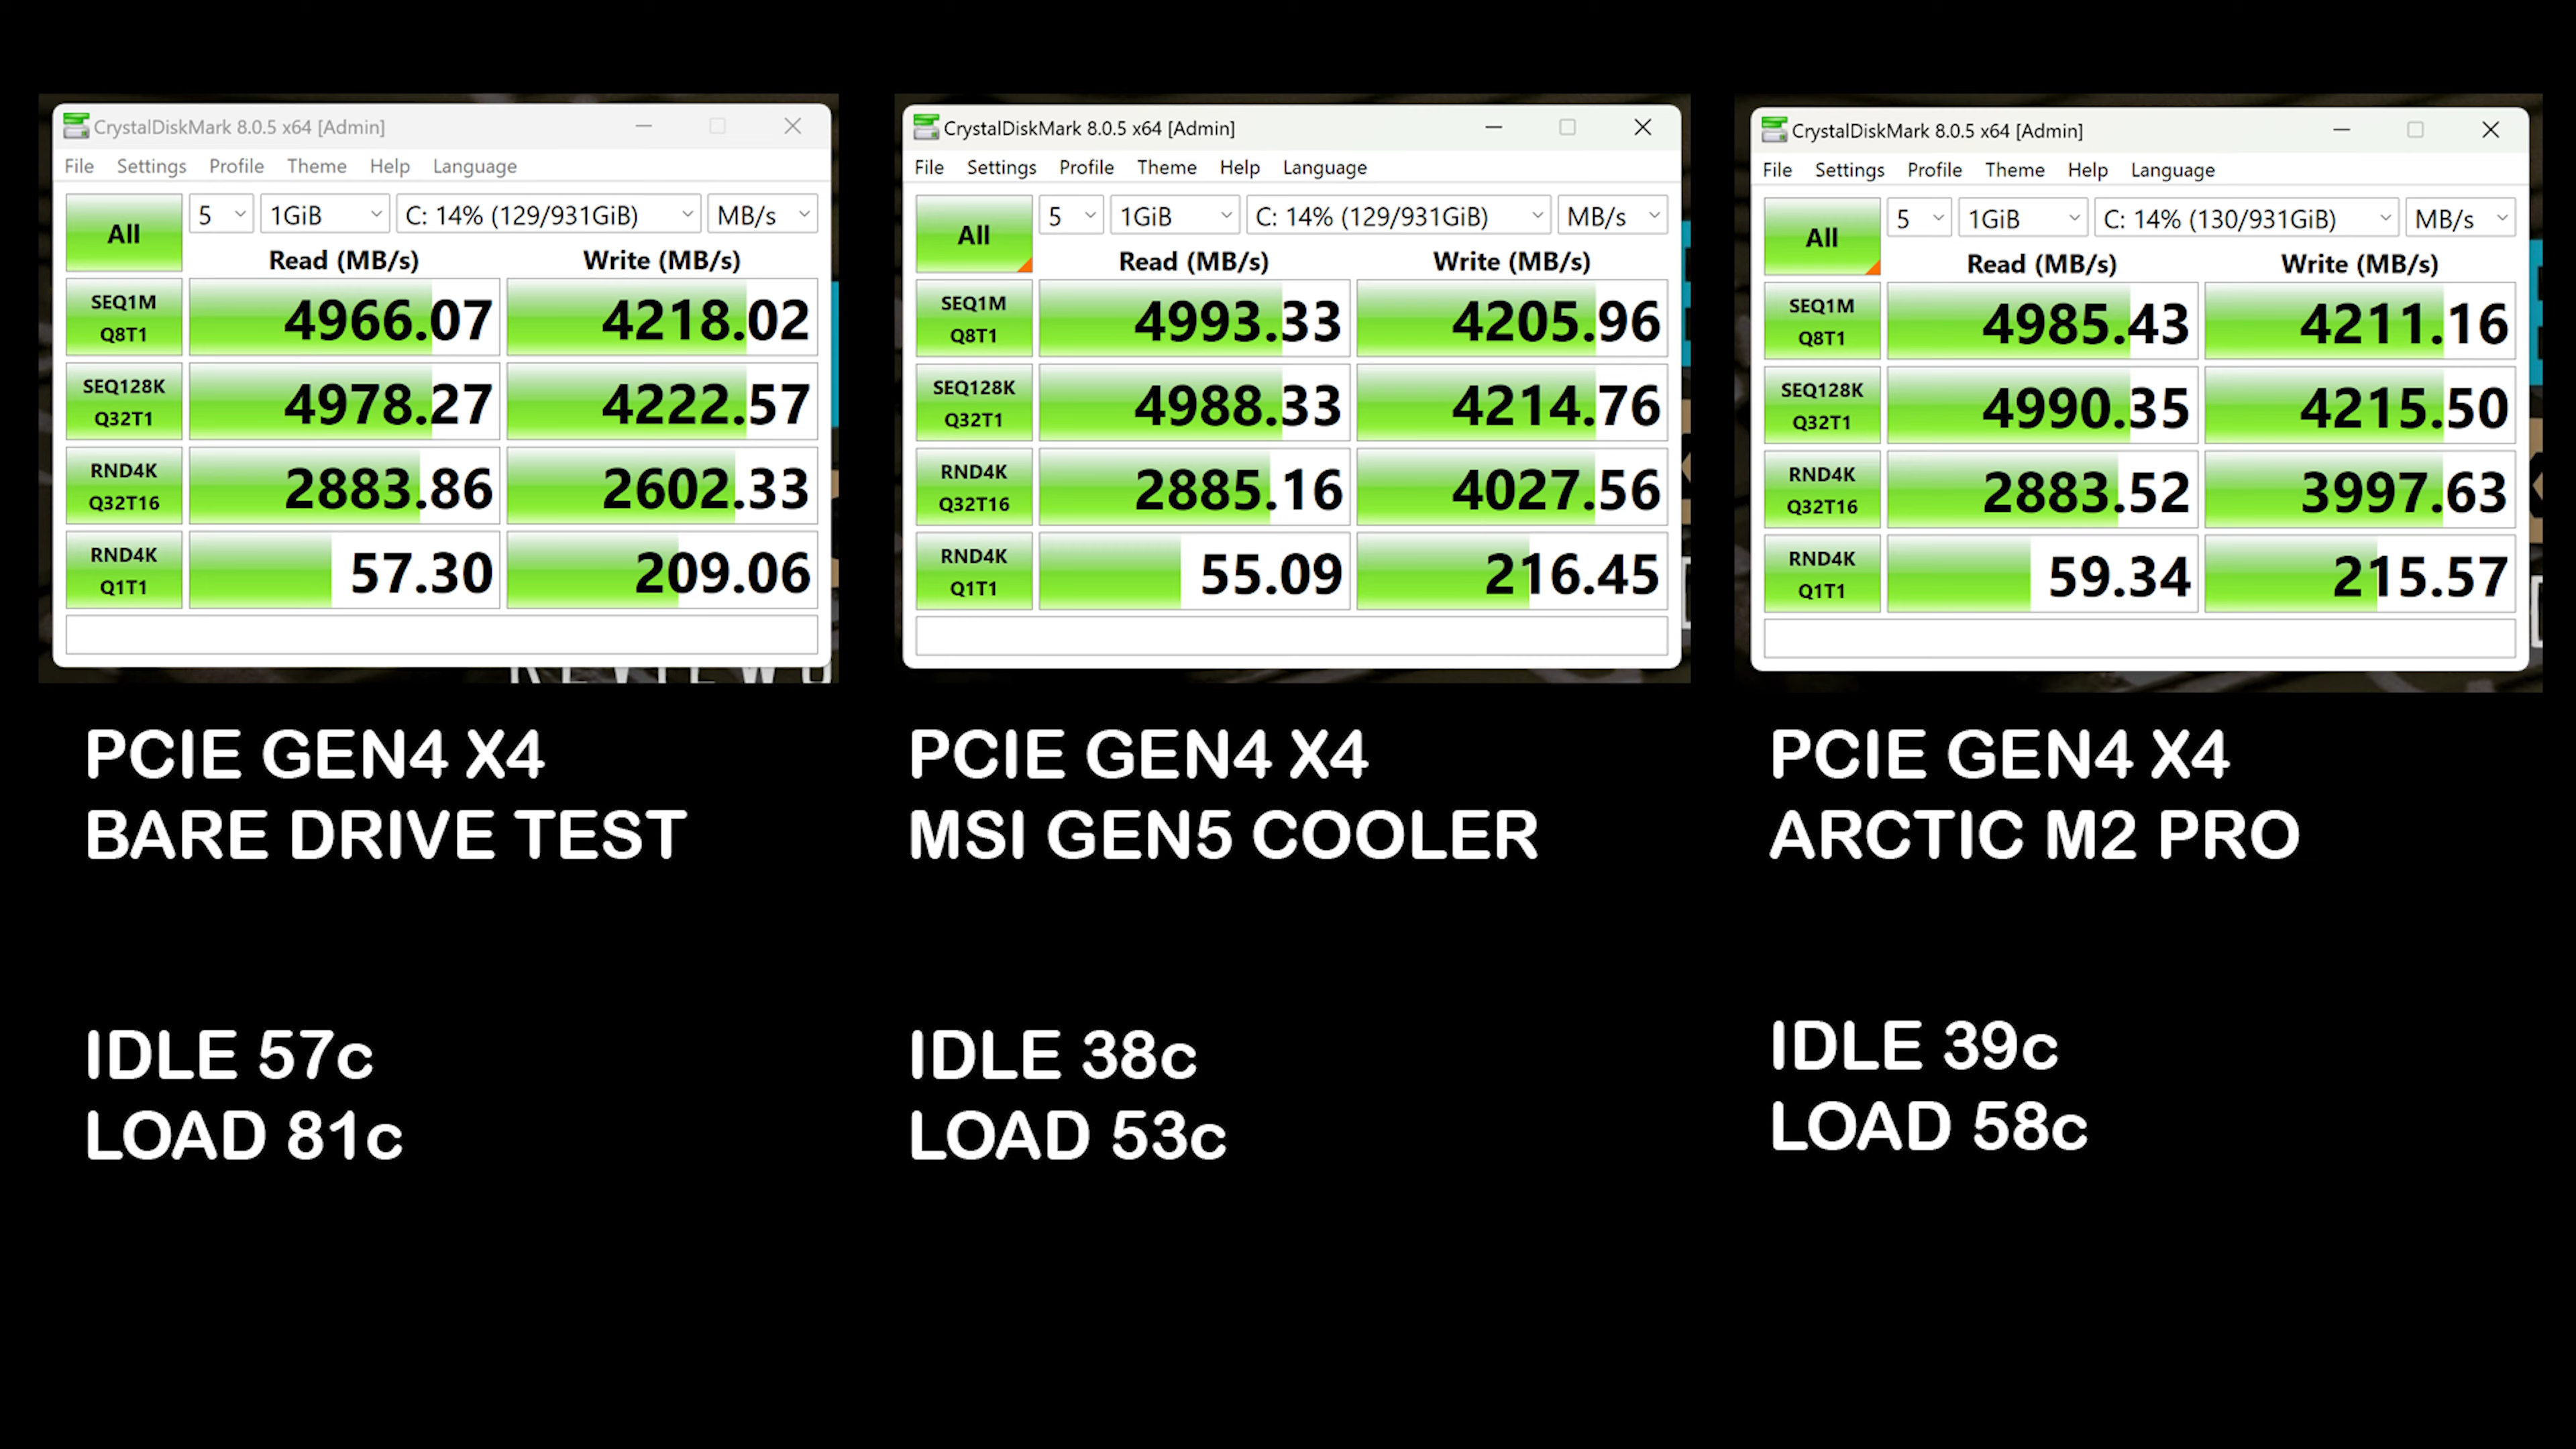 CrystalDiskMark 8.0.5 x64 [Admin]
File Settings Profile Theme Help Language
All 5 1GiB C: 14% (129/931GiB) MB/s
Read (MB/s) Write (MB/s)
SEQ1M
Q8T1
4966.07 4218.02
SEQ128K
Q32T1
4978.27 4222.57
RND4K
Q32T16
2883.86 2602.33
RND4K
Q1T1
57.30 209.06
PCIE GEN4 X4
BARE DRIVE TEST
IDLE 57c
LOAD 81c
CrystalDiskMark 8.0.5 x64 [Admin]
File Settings Profile Theme Help Language
All 5 1GiB C: 14% (129/931GiB) MB/s
Read (MB/s) Write (MB/s)
SEQ1M
Q8T1
4993.33 4205.96
SEQ128K
Q32T1
4988.33 4214.76
RND4K
Q32T16
2885.16 4027.56
RND4K
Q1T1
55.09 216.45
PCIE GEN4 X4
MSI GEN5 COOLER
IDLE 38c
LOAD 53c
CrystalDiskMark 8.0.5 x64 [Admin]
File Settings Profile Theme Help Language
All 5 1GiB C: 14% (130/931GiB) MB/s
Read (MB/s) Write (MB/s)
SEQ1M
Q8T1
4985.43 4211.16
SEQ128K
Q32T1
4990.35 4215.50
RND4K
Q32T16
2883.52 3997.63
RND4K
Q1T1
59.34 215.57
PCIE GEN4 X4
ARCTIC M2 PRO
IDLE 39c
LOAD 58c